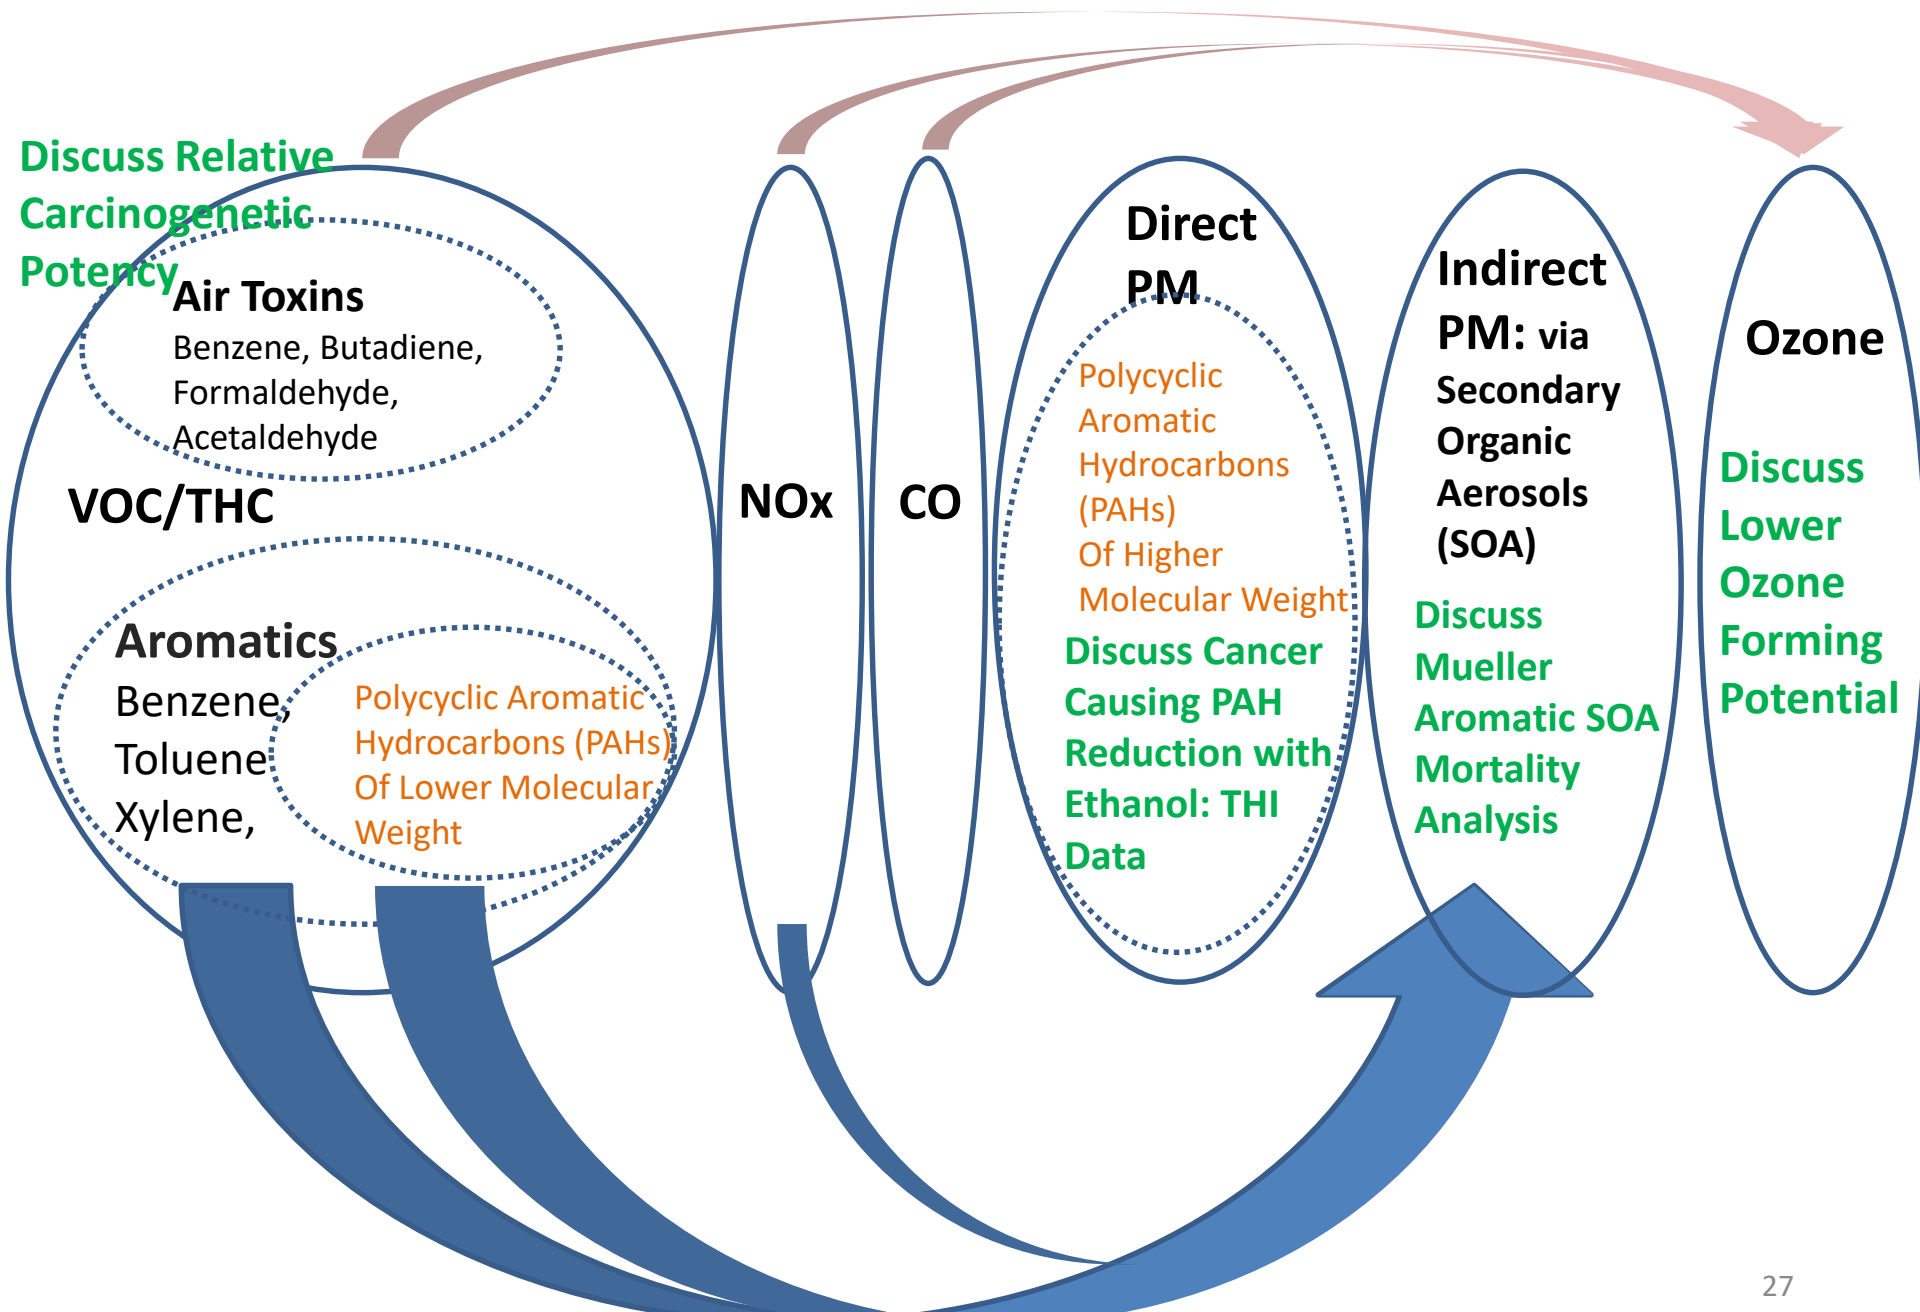 Discuss Relative
Carcinogenetic
Potency
Air Toxins
Benzene, Butadiene,
Formaldehyde,
Acetaldehyde
VOC/THC
Aromatics
Benzene,
Toluene
Xylene,
Polycyclic Aromatic
Hydrocarbons (PAHs)
Of Lower Molecular
Weight
NOx
CO
Direct
PM
Polycyclic
Aromatic
Hydrocarbons
(PAHs)
Of Higher
Molecular Weight
Discuss Cancer
Causing PAH
Reduction with
Ethanol: THI
Data
Indirect
PM: via
Secondary
Organic
Aerosols
(SOA)
Discuss
Mueller
Aromatic SOA
Mortality
Analysis
Ozone
Discuss
Lower
Ozone
Forming
Potential
27